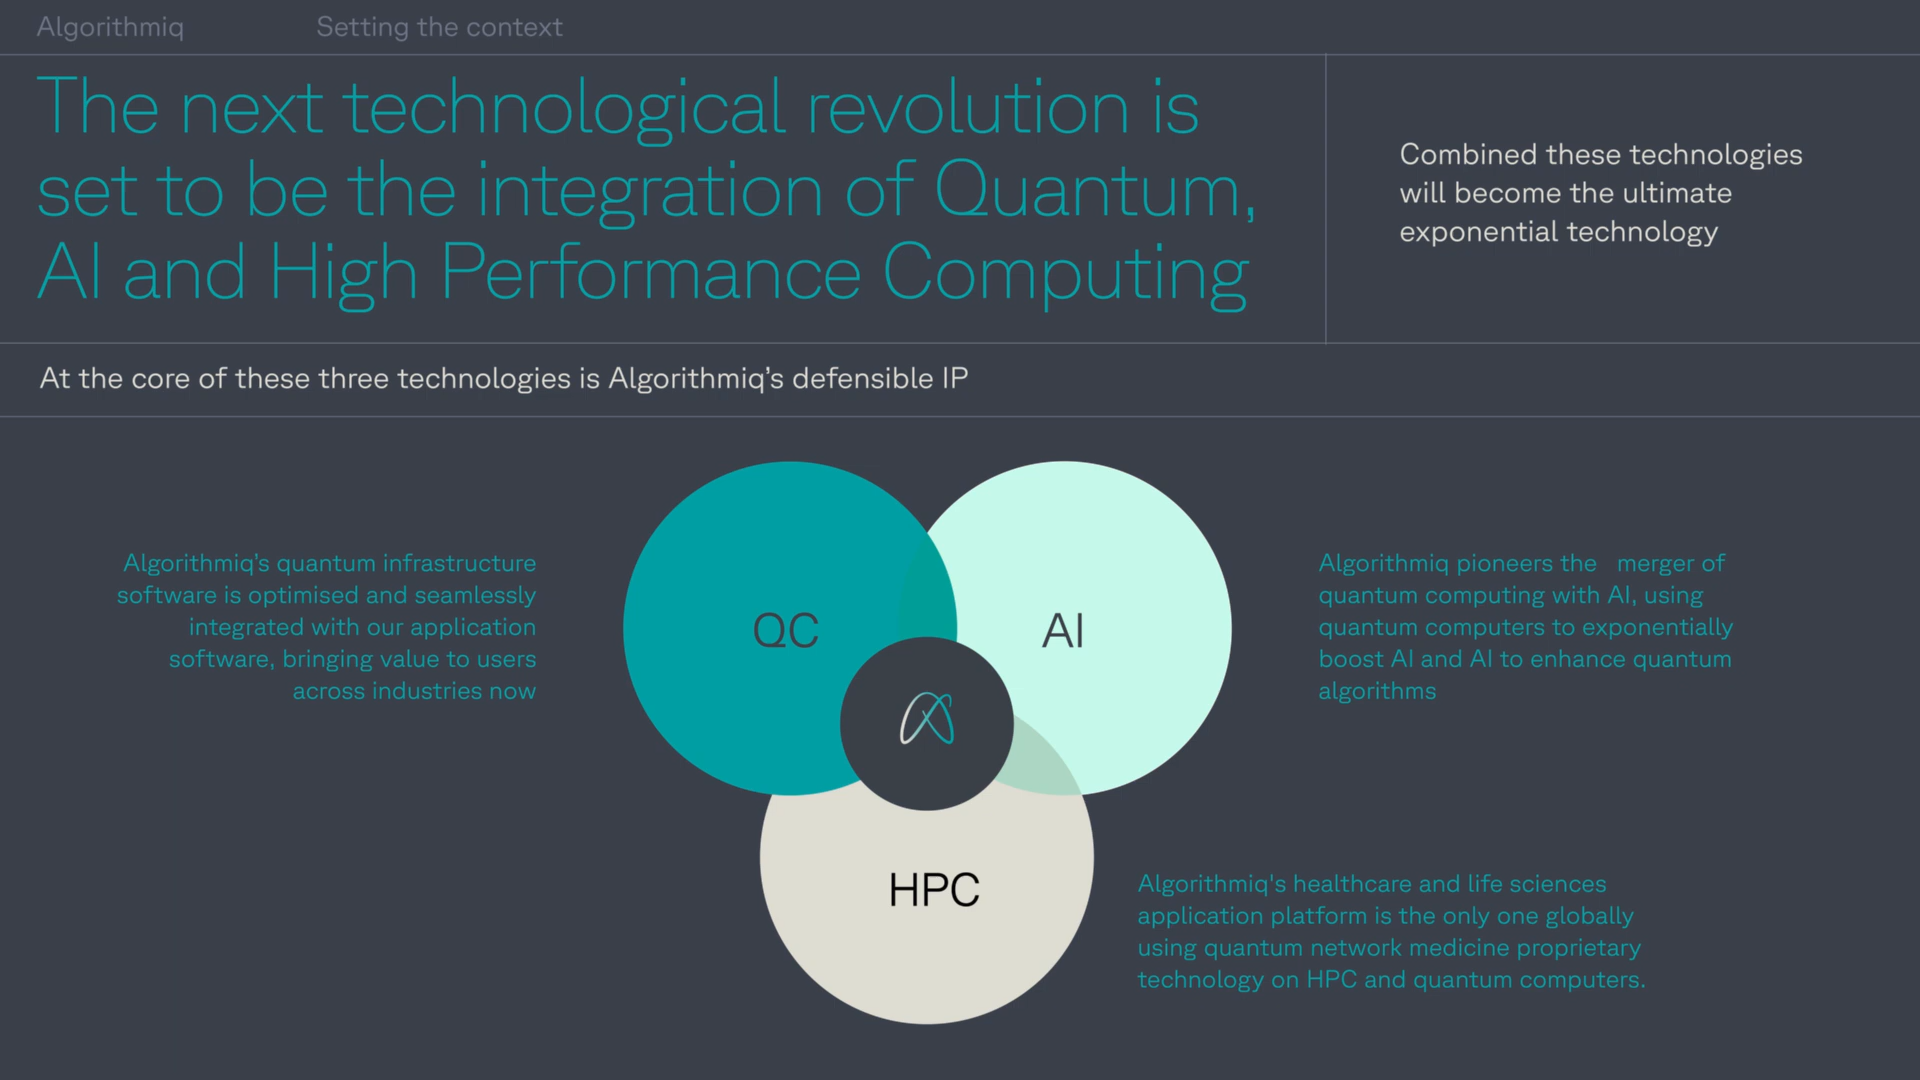 Algorithmiq
Setting the context
The next technological revolution is
set to be the integration of Quantum,
AI and High Performance Computing
Combined these technologies
will become the ultimate
exponential technology
At the core of these three technologies is Algorithmiq’s defensible IP
Algorithmiq’s quantum infrastructure
software is optimised and seamlessly
integrated with our application
software, bringing value to users
across industries now
QC
AI
HPC
Algorithmiq pioneers the merger of
quantum computing with AI, using
quantum computers to exponentially
boost AI and AI to enhance quantum
algorithms
Algorithmiq's healthcare and life sciences
application platform is the only one globally
using quantum network medicine proprietary
technology on HPC and quantum computers.